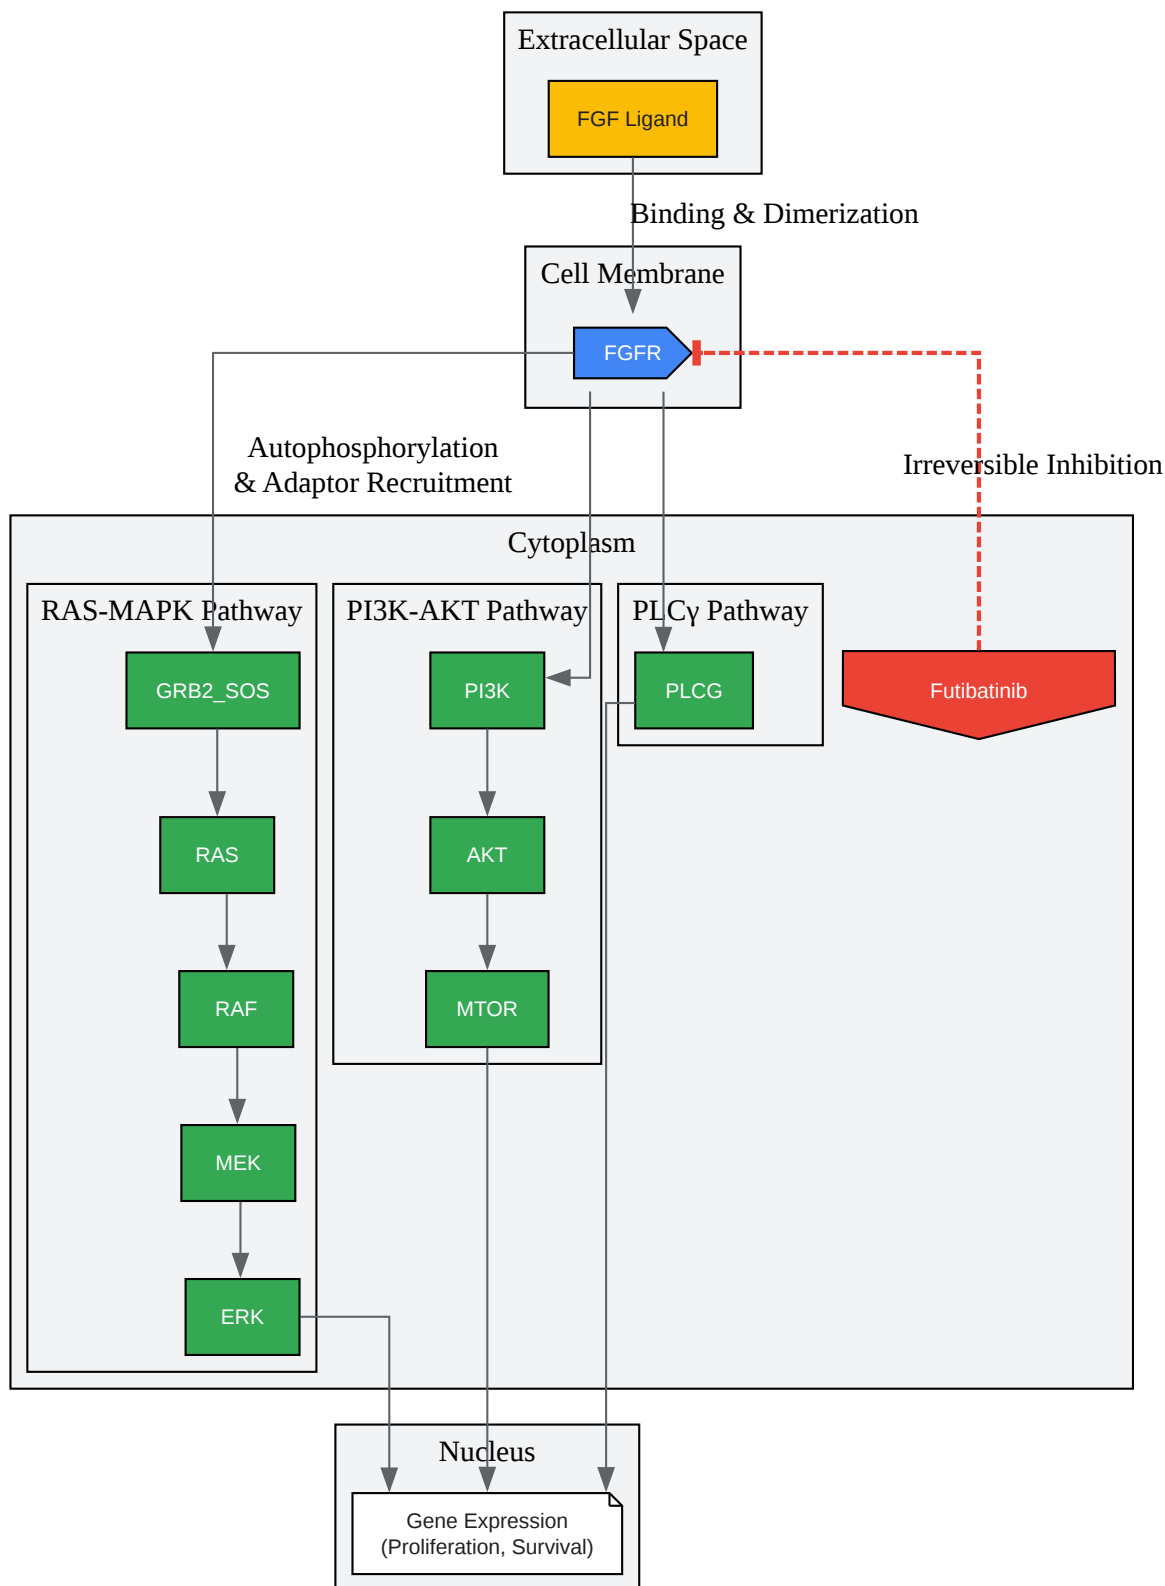 Extracellular Space
FGF Ligand
Binding & Dimerization
Cell Membrane
FGFR
Autophosphorylation
& Adaptor Recruitment
Irreversible Inhibition
Cytoplasm
RAS-MAPK Pathway
PI3K-AKT Pathway
PLCγ Pathway
GRB2_SOS
PI3K
PLCG
Futibatinib
RAS
AKT
RAF
MTOR
MEK
ERK
Nucleus
Gene Expression
(Proliferation, Survival)